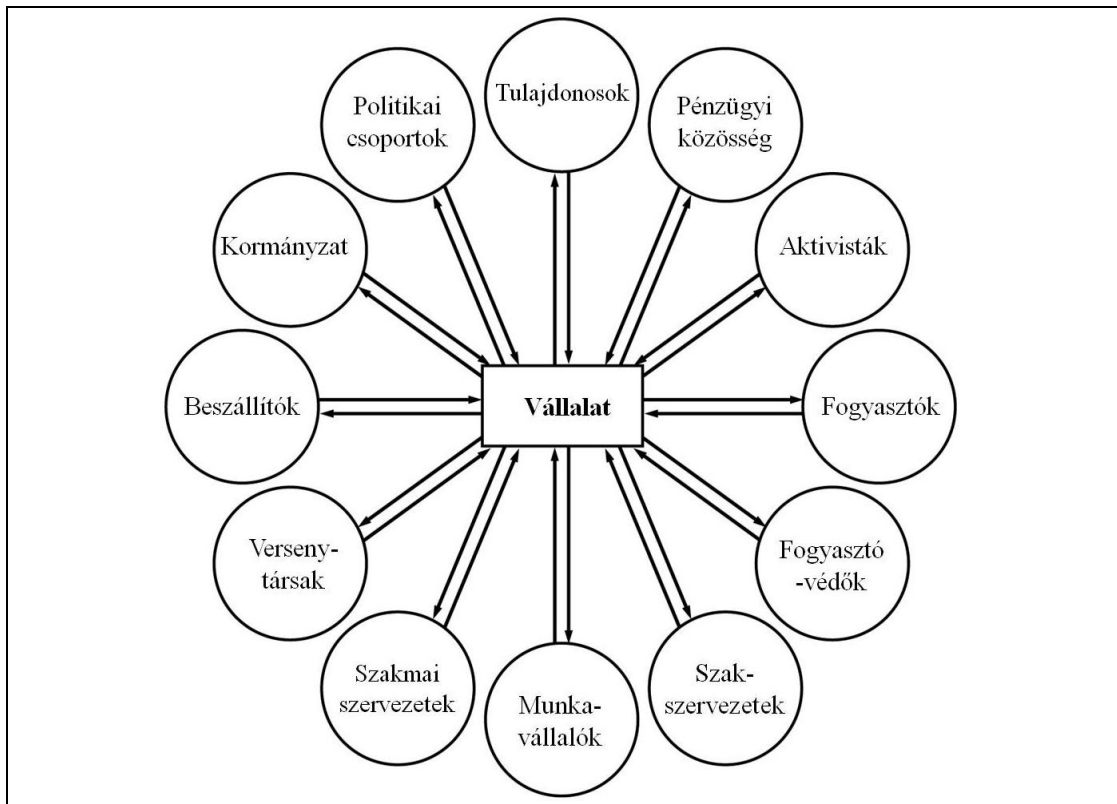 Tulajdonosok
Politikai
csoportok
Pénzügyi
közösség
Kormányzat
Aktivisták
Beszállítók
Vállalat
Fogyasztók
Verseny-
társak
Fogyasztó
-védők
Szakmai
szervezetek
Munka-
vállalók
Szak-
szervezetek